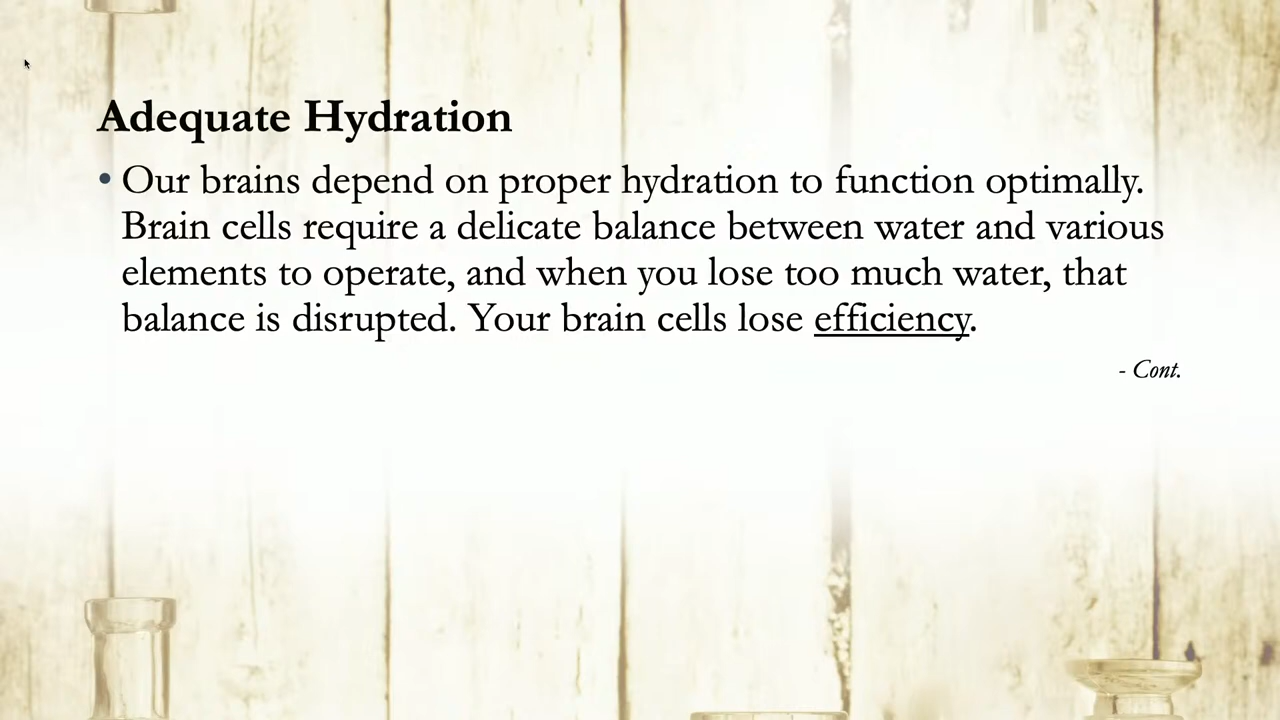 Adequate Hydration
• Our brains depend on proper hydration to function optimally.
Brain cells require a delicate balance between water and various
elements to operate, and when you lose too much water, that
balance is disrupted. Your brain cells lose efficiency.
- Cont.